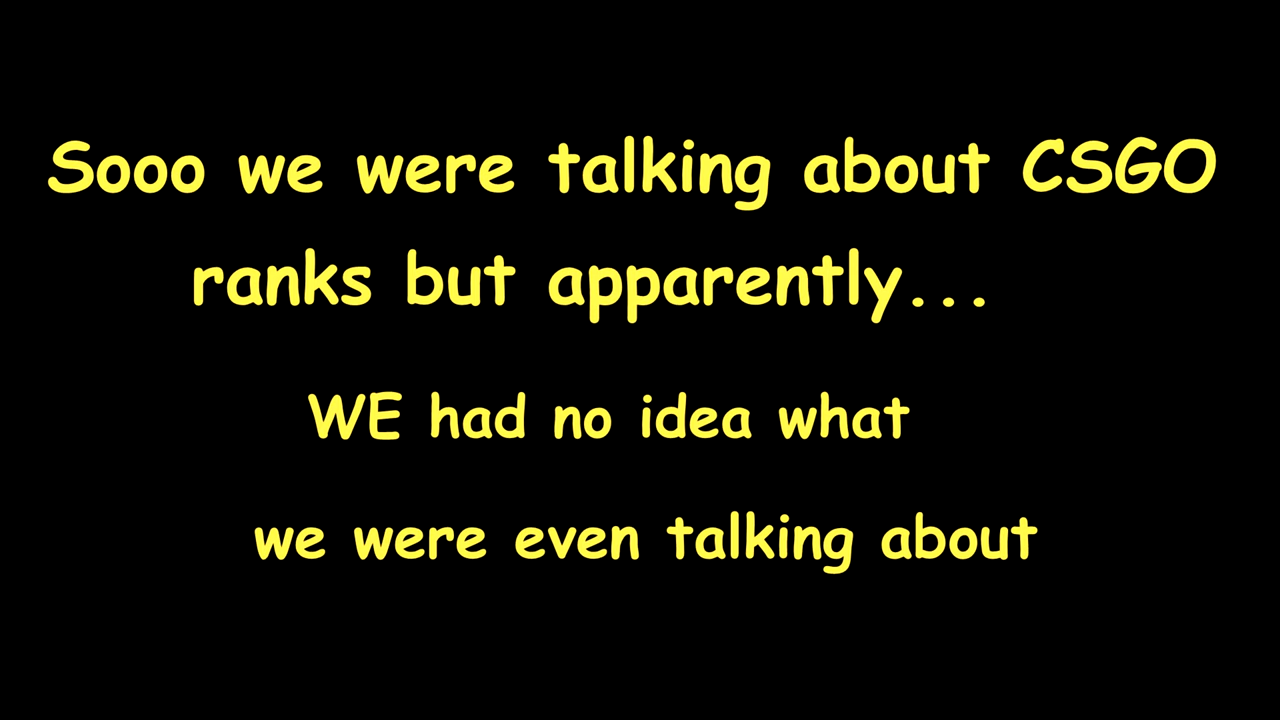 Sooo we were talking about CSGO
ranks but apparently...
WE had no idea what
we were even talking about